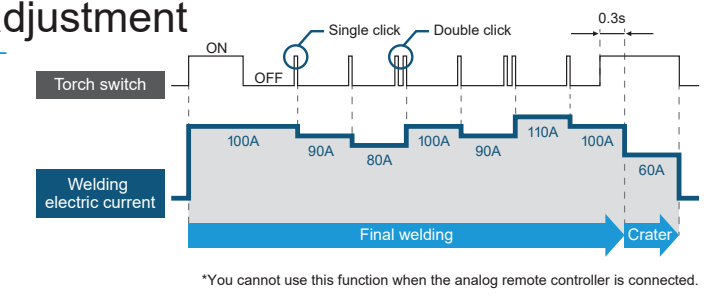 djustment
0.3s
Single click
Double click
ON
OFF
Torch switch
100A
90A
80A
100A
90A
110A
100A
60A
Welding
electric current
Final welding
Crater
*You cannot use this function when the analog remote controller is connected.